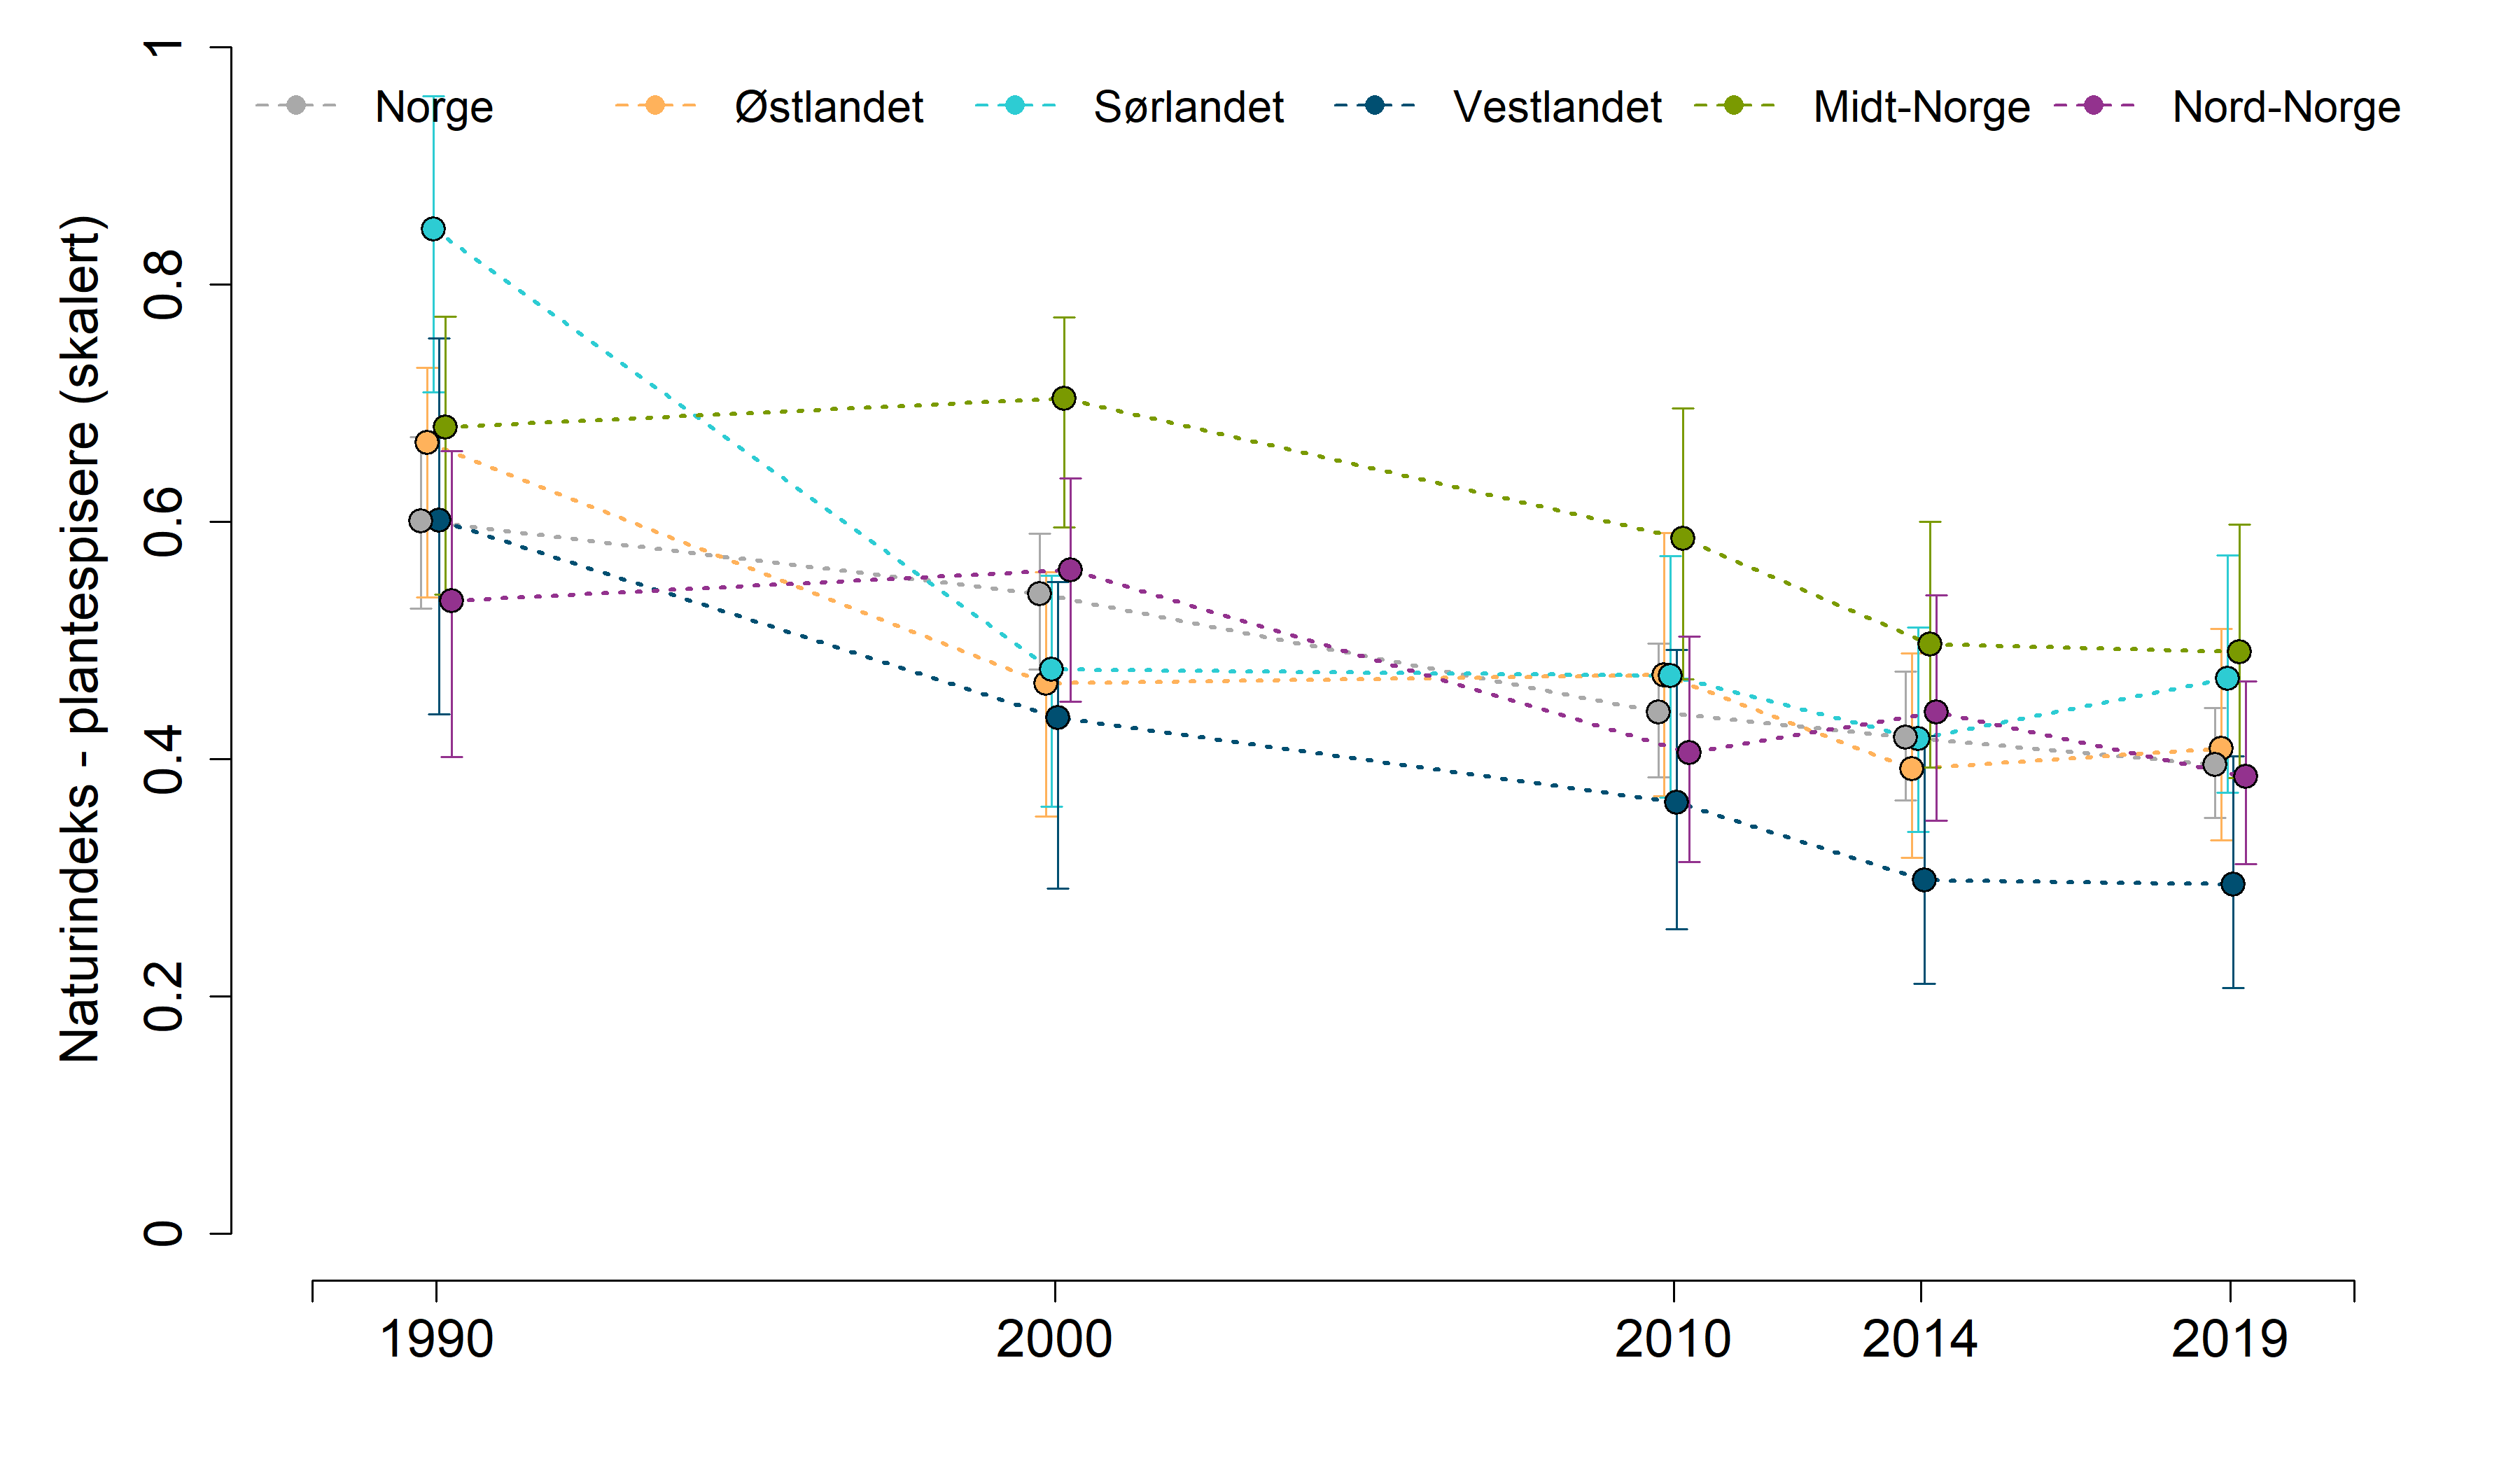 Naturindeks - plantespisere (skalert)
1
0.8
0.6
0.4
0.2
0
Norge Østlandet Sørlandet Vestlandet Midt-Norge Nord-Norge
1990 2000 2010 2014 2019